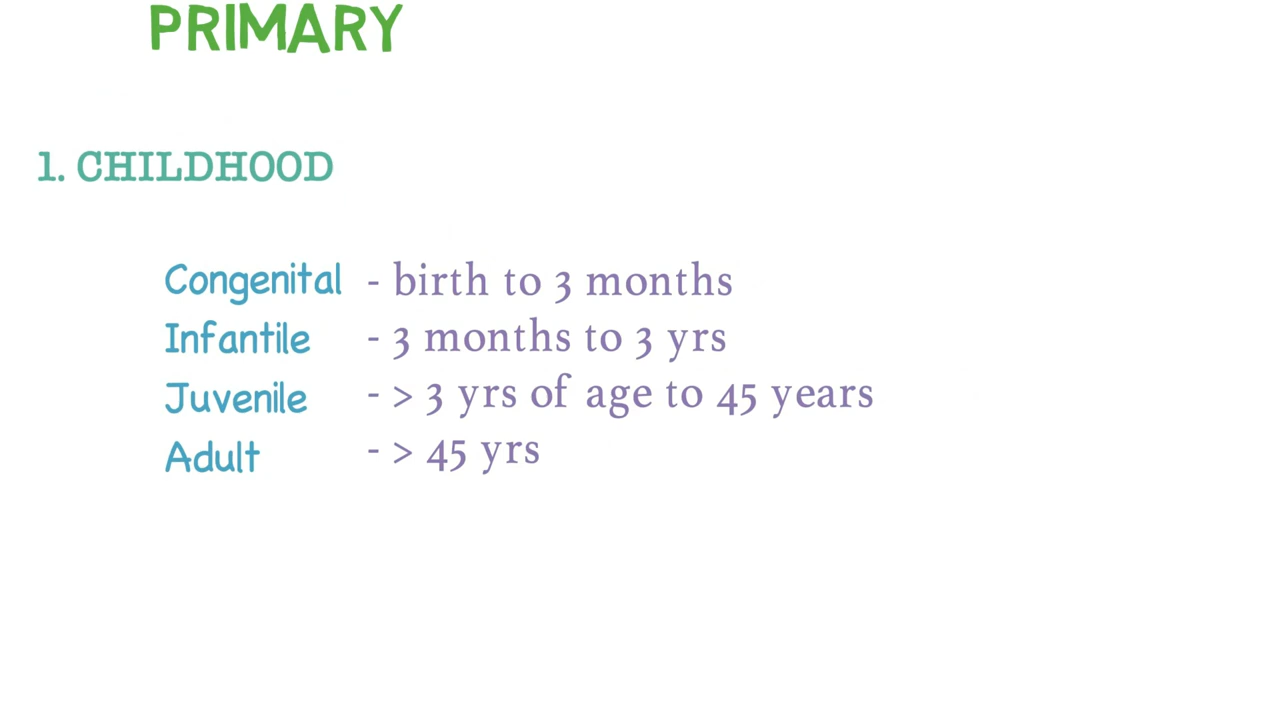 PRIMARY
1. CHILDHOOD
Congenital - birth to 3 months
Infantile - 3 months to 3 yrs
Juvenile - > 3 yrs of age to 45 years
Adult - > 45 yrs